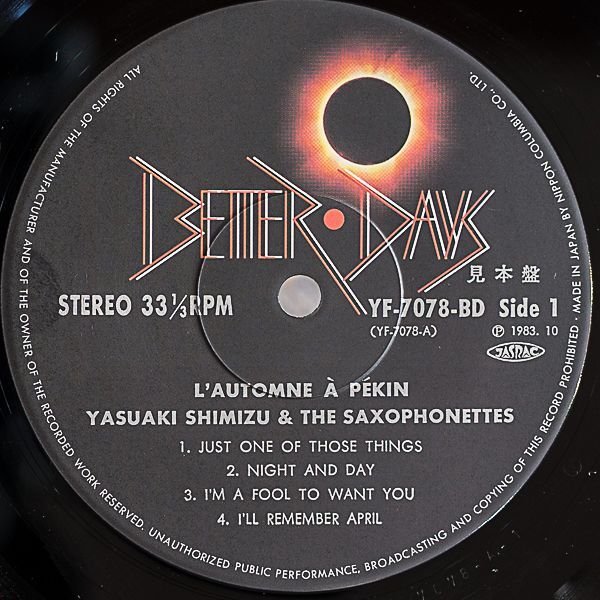 BETTER・DAYS
見本盤
STEREO 33⅓RPM
YF-7078-BD Side 1
(YF-7078-A)
Ⓟ 1983. 10
JASRAC
L'AUTOMNE À PÉKIN
YASUAKI SHIMIZU & THE SAXOPHONETTES
1. JUST ONE OF THOSE THINGS
2. NIGHT AND DAY
3. I'M A FOOL TO WANT YOU
4. I'LL REMEMBER APRIL
ALL RIGHTS OF THE MANUFACTURER AND OF THE OWNER OF THE RECORDED WORK RESERVED. UNAUTHORIZED PUBLIC PERFORMANCE, BROADCASTING AND COPYING OF THIS RECORD PROHIBITED · MADE IN JAPAN BY NIPPON COLUMBIA CO., LTD.